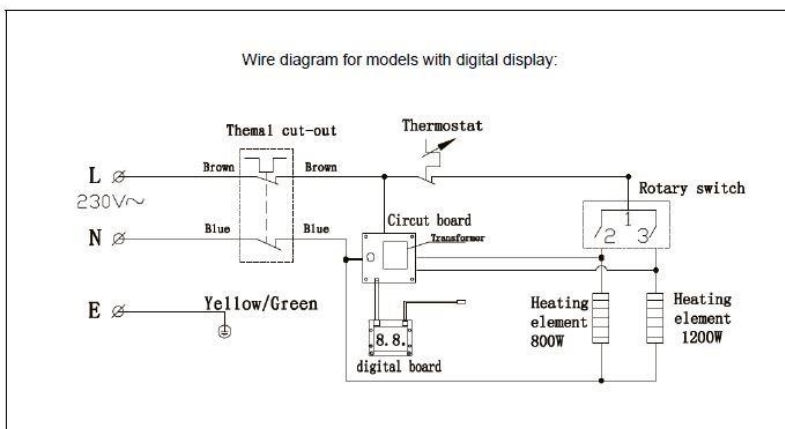 Wire diagram for models with digital display:
Themal cut-out
Thermostat
L
Brown
Brown
230V~
Rotary switch
1
2
3
Circut board
Transformer
N
Blue
Blue
E
Yellow/Green
Heating
element
800W
Heating
element
1200W
8.8.
digital board